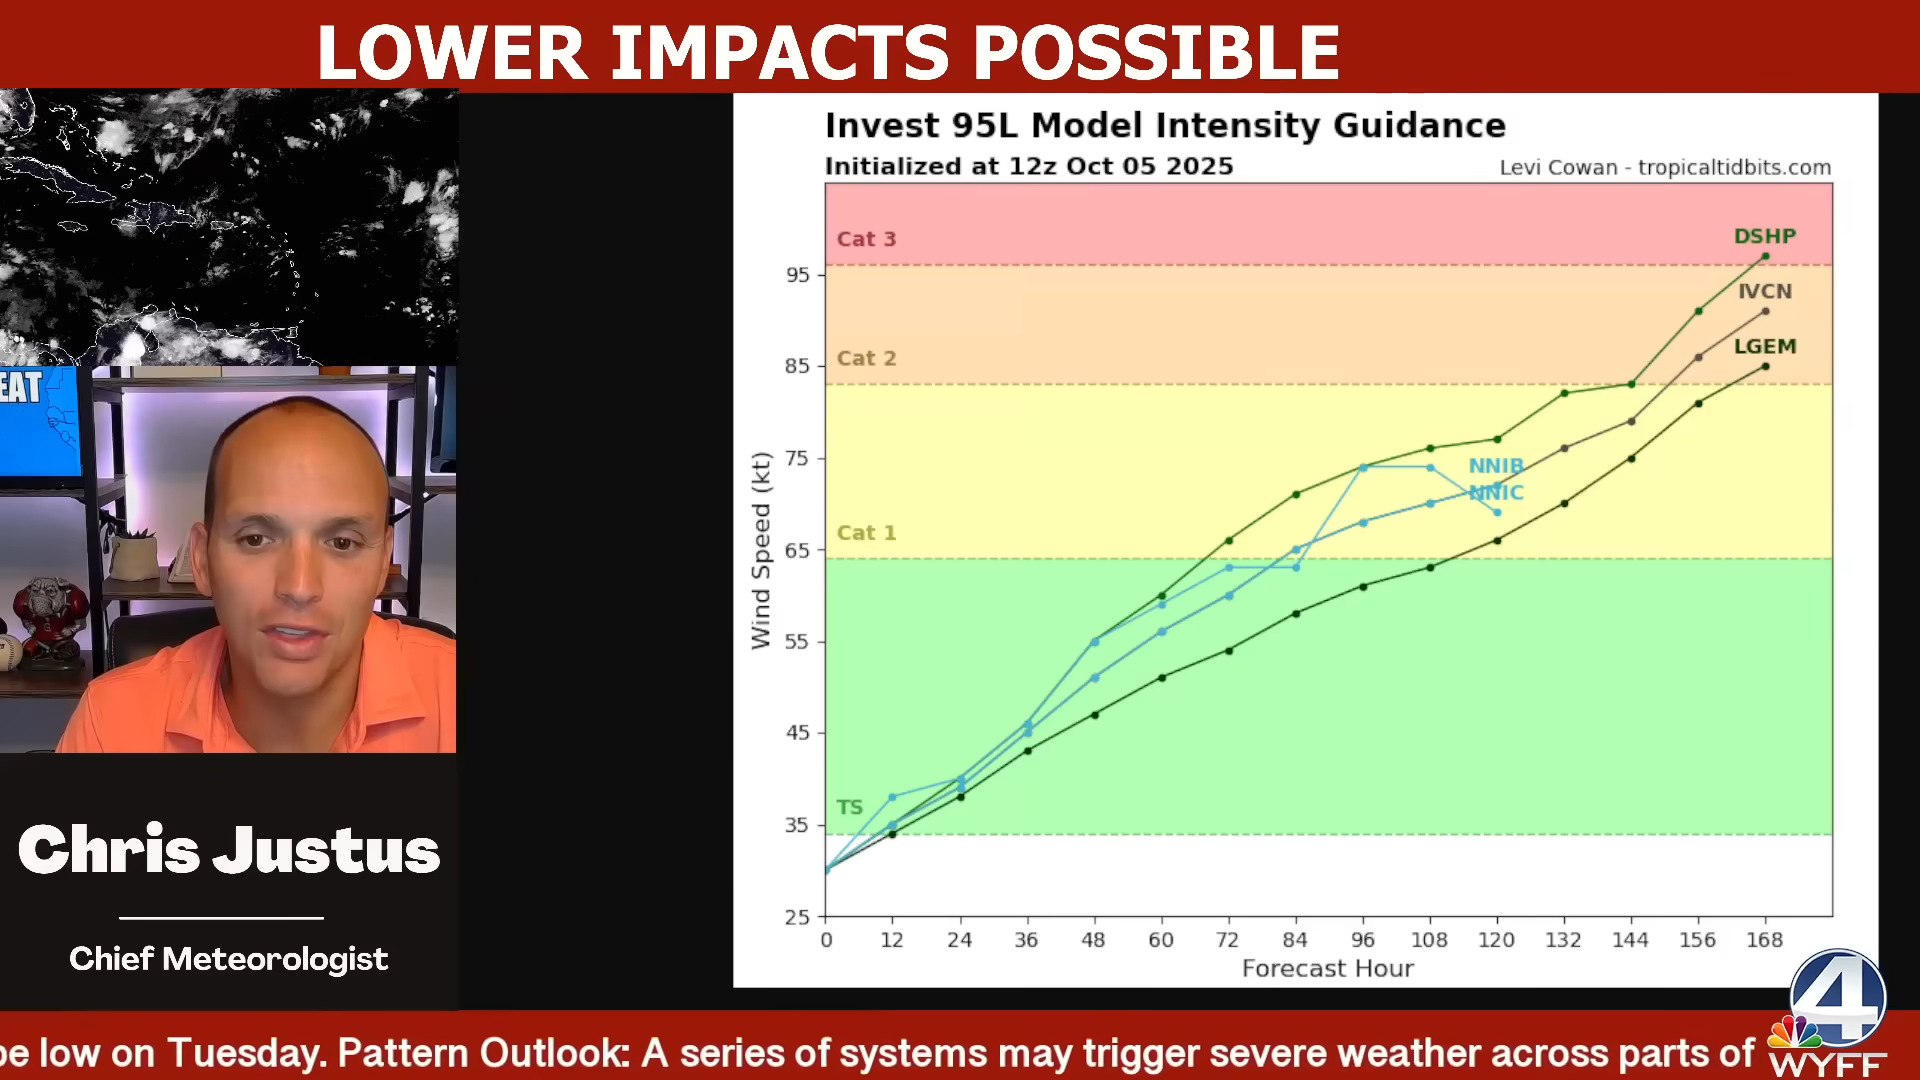 LOWER IMPACTS POSSIBLE
EAT
Chris Justus
Chief Meteorologist
Invest 95L Model Intensity Guidance
Initialized at 12z Oct 05 2025
Levi Cowan - tropicaltidbits.com
Cat 3
DSHP
95
IVCN
LGEM
Cat 2
85
75
NNIB
NNIC
Cat 1
65
Wind Speed (kt)
55
45
TS
35
25
0 12 24 36 48 60 72 84 96 108 120 132 144 156 168
Forecast Hour
4
WYFF
be low on Tuesday. Pattern Outlook: A series of systems may trigger severe weather across parts of